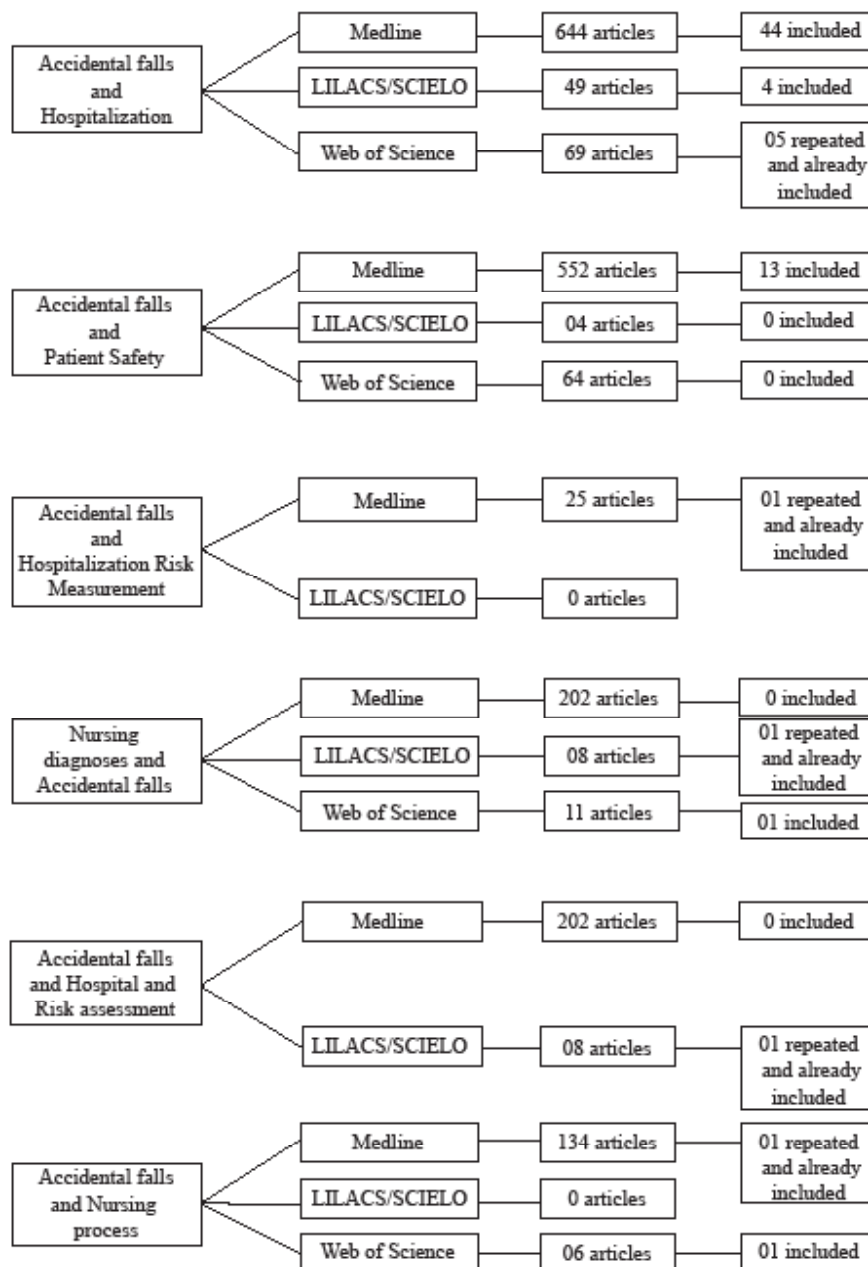 Accidental falls
and
Hospitalization
Medline
644 articles
44 included
LILACS/SCIELO
49 articles
4 included
Web of Science
69 articles
05 repeated
and already
included
Accidental falls
and
Patient Safety
Medline
552 articles
13 included
LILACS/SCIELO
04 articles
0 included
Web of Science
64 articles
0 included
Accidental falls
and
Hospitalization Risk
Measurement
Medline
25 articles
01 repeated
and already
included
LILACS/SCIELO
0 articles
Nursing
diagnoses and
Accidental falls
Medline
202 articles
0 included
LILACS/SCIELO
08 articles
01 repeated
and already
included
Web of Science
11 articles
01 included
Accidental falls
and Hospital and
Risk assessment
Medline
202 articles
0 included
LILACS/SCIELO
08 articles
01 repeated
and already
included
Accidental falls
and Nursing
process
Medline
134 articles
01 repeated
and already
included
LILACS/SCIELO
0 articles
Web of Science
06 articles
01 included